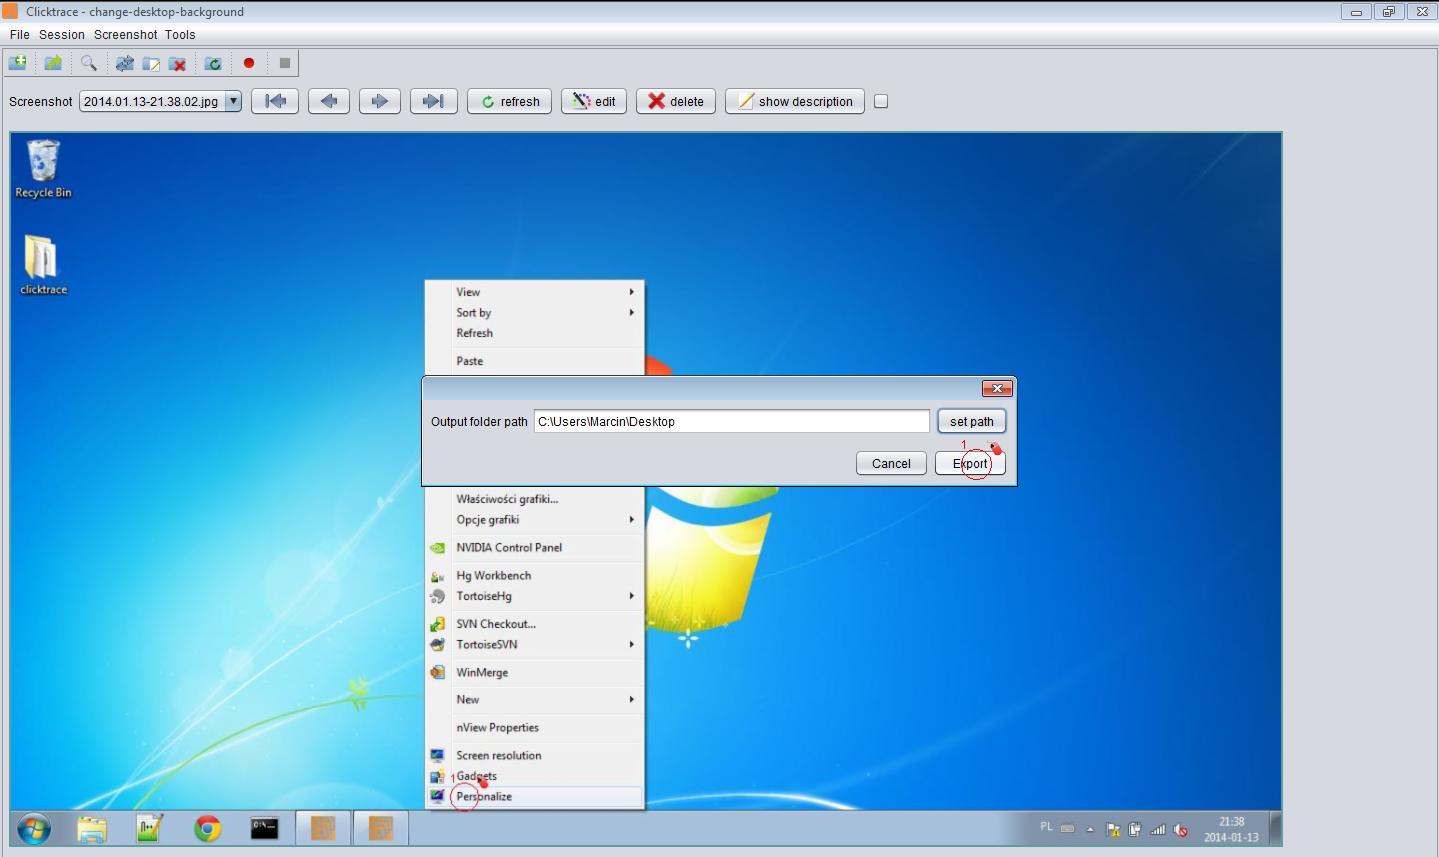 Clicktrace - change-desktop-background
File Session Screenshot Tools
Screenshot 2014.01.13-21.38.02.jpg refresh edit delete show description
Recycle Bin
clicktrace
View
Sort by
Refresh
Paste
Output folder path C:\Users\Marcin\Desktop set path
1
Cancel Export
Właściwości grafiki...
Opcje grafiki
NVIDIA Control Panel
Hg Workbench
TortoiseHg
SVN Checkout...
TortoiseSVN
WinMerge
New
nView Properties
Screen resolution
1 Gadgets
Personalize
PL 21:38
2014-01-13